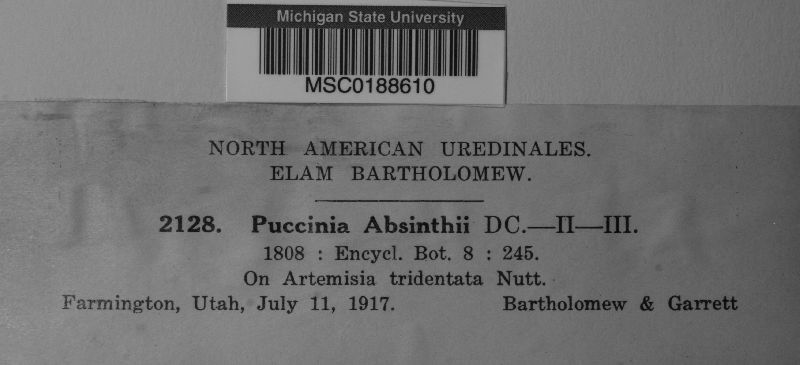 Michigan State University
MSC0188610
NORTH AMERICAN UREDINALES.
ELAM BARTHOLOMEW.
2128. Puccinia Absinthii DC.—II—III.
1808 : Encycl. Bot. 8 : 245.
On Artemisia tridentata Nutt.
Farmington, Utah, July 11, 1917. Bartholomew & Garrett